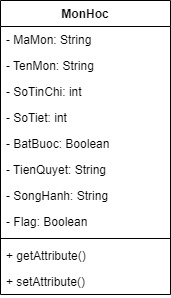 MonHoc
- MaMon: String
- TenMon: String
- SoTinChi: int
- SoTiet: int
- BatBuoc: Boolean
- TienQuyet: String
- SongHanh: String
- Flag: Boolean
+ getAttribute()
+ setAttribute()